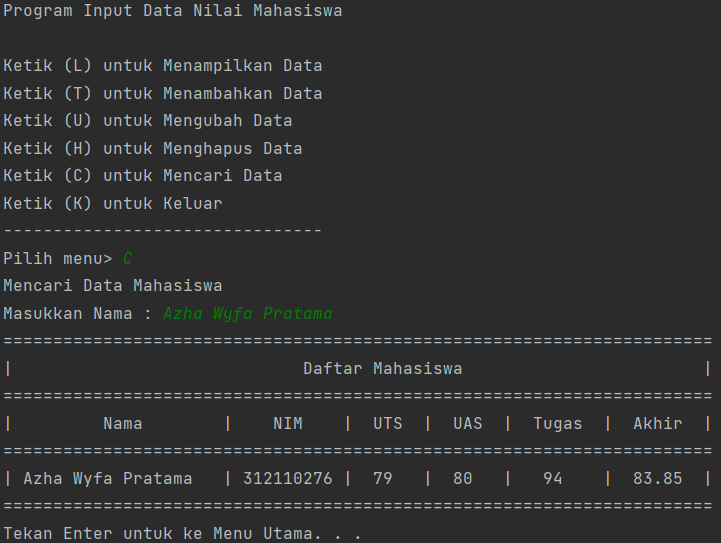 Program Input Data Nilai Mahasiswa
Ketik (L) untuk Menampilkan Data
Ketik (T) untuk Menambahkan Data
Ketik (U) untuk Mengubah Data
Ketik (H) untuk Menghapus Data
Ketik (C) untuk Mencari Data
Ketik (K) untuk Keluar
--------------------------------
Pilih menu> C
Mencari Data Mahasiswa
Masukkan Nama : Azha Wyfa Pratama
=======================================================================
|                             Daftar Mahasiswa                        |
=======================================================================
|         Nama        |    NIM    |  UTS  |  UAS  |  Tugas  |  Akhir  |
=======================================================================
| Azha Wyfa Pratama   | 312110276 |  79   |  80   |   94    |  83.85  |
=======================================================================
Tekan Enter untuk ke Menu Utama. . .